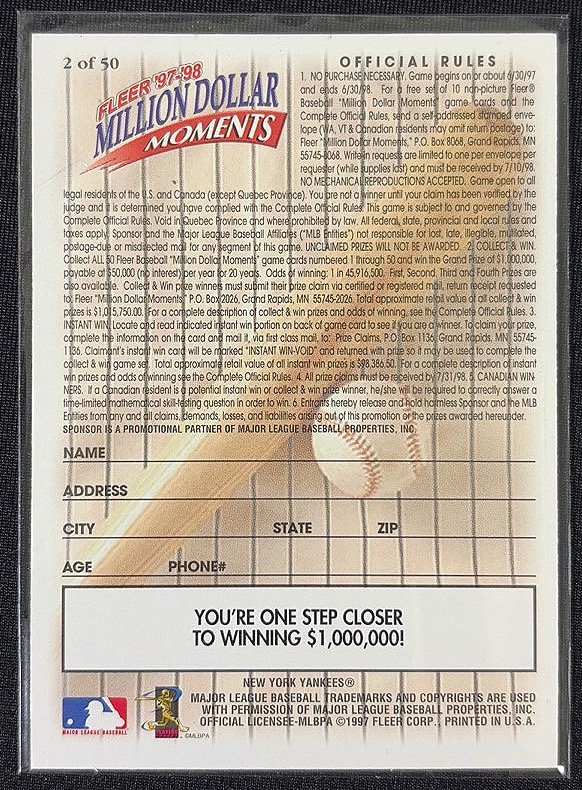 2 of 50
FLEER '97-'98
MILLION DOLLAR
MOMENTS
OFFICIAL RULES
1. NO PURCHASE NECESSARY. Game begins on or about 6/30/97
and ends 6/30/98. For a free set of 10 non-picture Fleer®
Baseball "Million Dollar Moments" game cards and the
Complete Official Rules, send a self-addressed stamped enve-
lope (WA, VT & Canadian residents may omit return postage) to:
Fleer "Million Dollar Moments," P.O. Box 8068, Grand Rapids, MN
55745-8068. Write-in requests are limited to one per envelope per
requester (while supplies last) and must be received by 7/10/98.
NO MECHANICAL REPRODUCTIONS ACCEPTED. Game open to all
legal residents of the U.S. and Canada (except Quebec Province). You are not a winner until your claim has been verified by the
judge and it is determined you have complied with the Complete Official Rules. This game is subject to and governed by the
Complete Official Rules. Void in Quebec Province and where prohibited by law. All federal, state, provincial and local rules and
taxes apply. Sponsor and the Major League Baseball Affiliates ("MLB Entities") not responsible for lost, late, illegible, mutilated,
postage-due or misdirected mail or any segment of this game. UNCLAIMED PRIZES WILL NOT BE AWARDED. 2. COLLECT & WIN.
Collect ALL 50 Fleer Baseball "Million Dollar Moments" game cards numbered 1 through 50 and win the Grand Prize of $1,000,000,
payable at $50,000 (no interest) per year for 20 years. Odds of winning: 1 in 45,916,500. First, Second, Third and Fourth Prizes are
also available. Collect & Win prize winners must submit their prize claim via certified or registered mail, return receipt requested
to: Fleer "Million Dollar Moments," P.O. Box 2026, Grand Rapids, MN 55745-2026. Total approximate retail value of all collect & win
prizes is $1,015,750.00. For a complete description of collect & win prizes and odds of winning, see the Complete Official Rules. 3.
INSTANT WIN: Locate and read indicated instant win portion on back of game card to see if you are a winner. To claim your prize,
complete the information on the card and mail it, via first class mail, to: Prize Claims, P.O. Box 1136, Grand Rapids, MN 55745-
1136. Claimant's instant win card will be marked "INSTANT WIN-VOID" and returned with prize so it may be used to complete the
collect & win game set. Total approximate retail value of all instant win prizes is $98,386.50. For a complete description of instant
win prizes and odds of winning see the Complete Official Rules. 4. All prize claims must be received by 7/31/98. 5. CANADIAN WIN-
NERS. If a Canadian resident is a potential instant win or collect & win prize winner, he/she will be required to correctly answer a
time-limited mathematical skill-testing question in order to win. 6. Entrants hereby release and hold harmless Sponsor and the MLB
Entities from any and all claims, demands, losses, and liabilities arising out of this promotion or the prizes awarded hereunder.
SPONSOR IS A PROMOTIONAL PARTNER OF MAJOR LEAGUE BASEBALL PROPERTIES, INC.
NAME
ADDRESS
CITY STATE ZIP
AGE PHONE#
YOU'RE ONE STEP CLOSER
TO WINNING $1,000,000!
NEW YORK YANKEES®
MAJOR LEAGUE BASEBALL TRADEMARKS AND COPYRIGHTS ARE USED
WITH PERMISSION OF MAJOR LEAGUE BASEBALL PROPERTIES, INC.
OFFICIAL LICENSEE-MLBPA ©1997 FLEER CORP., PRINTED IN U.S.A.
MAJOR LEAGUE BASEBALL
PLAYERS
©MLBPA